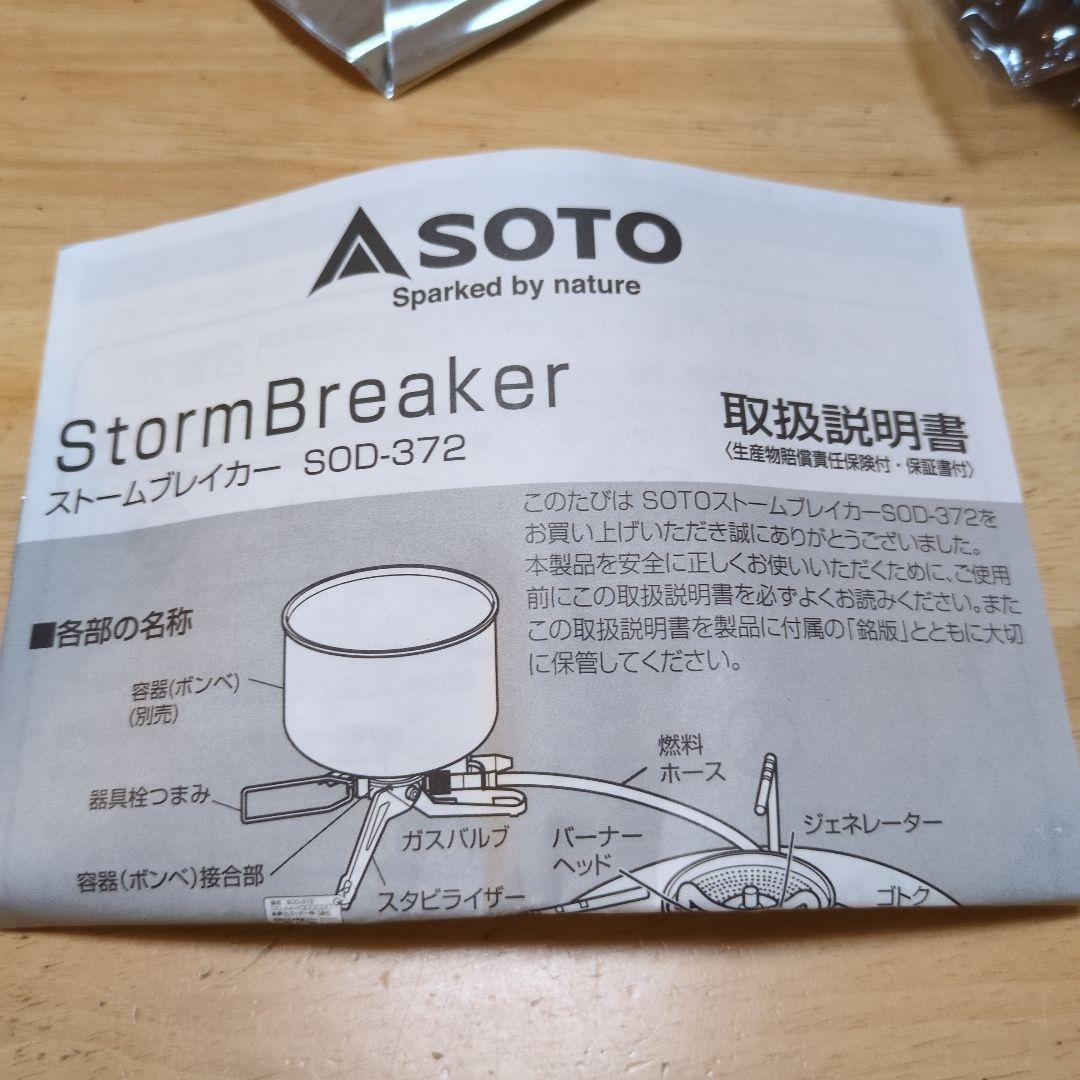 SOTO
Sparked by nature
StormBreaker
ストームブレイカー SOD-372
取扱説明書
〈生産物賠償責任保険付・保証書付〉
このたびは SOTOストームブレイカーSOD-372を
お買い上げいただき誠にありがとうございました。
本製品を安全に正しくお使いいただくために、ご使用
前にこの取扱説明書を必ずよくお読みください。また
この取扱説明書を製品に付属の「銘版」とともに大切
に保管してください。
■各部の名称
容器(ボンベ)
(別売)
器具栓つまみ
容器(ボンベ)接合部
ガスバルブ
スタビライザー
燃料
ホース
バーナー
ヘッド
ジェネレーター
ゴトク